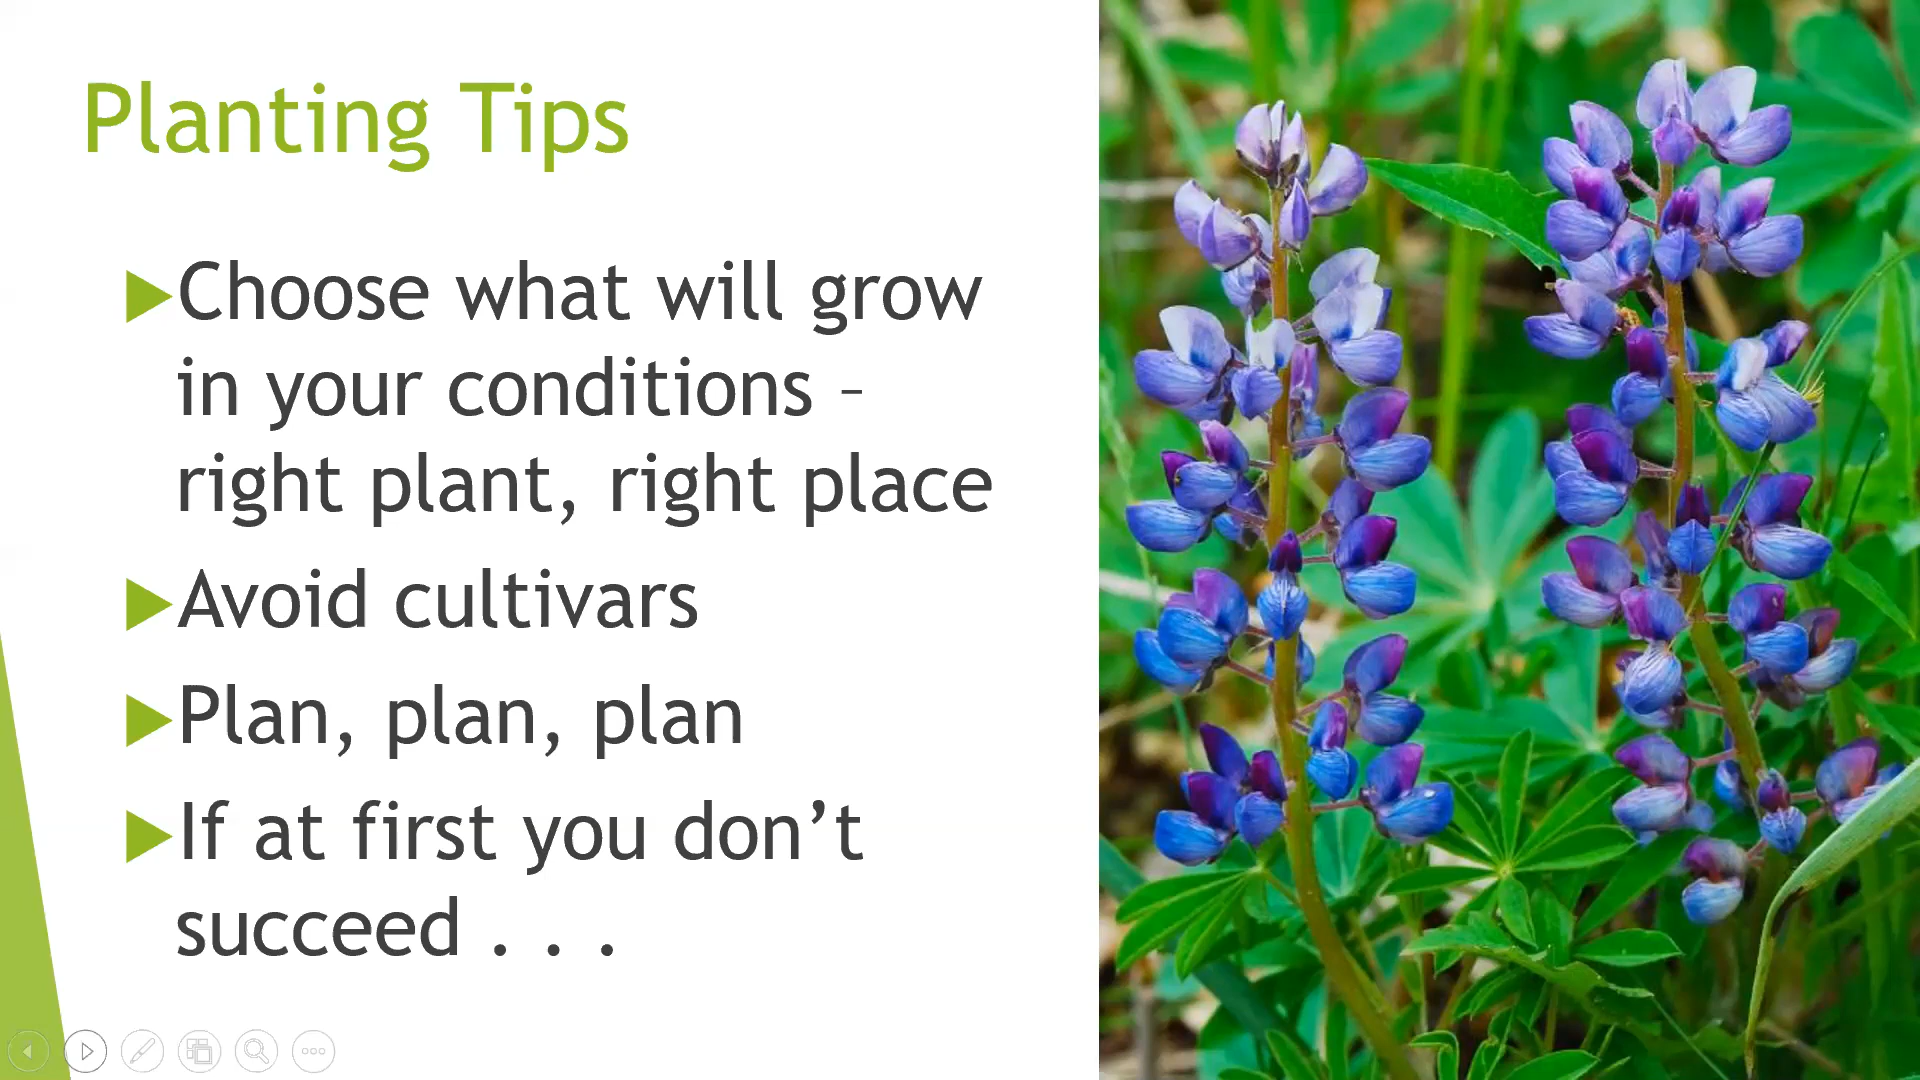 Planting Tips
Choose what will grow
in your conditions –
right plant, right place
Avoid cultivars
Plan, plan, plan
If at first you don’t
succeed . . .